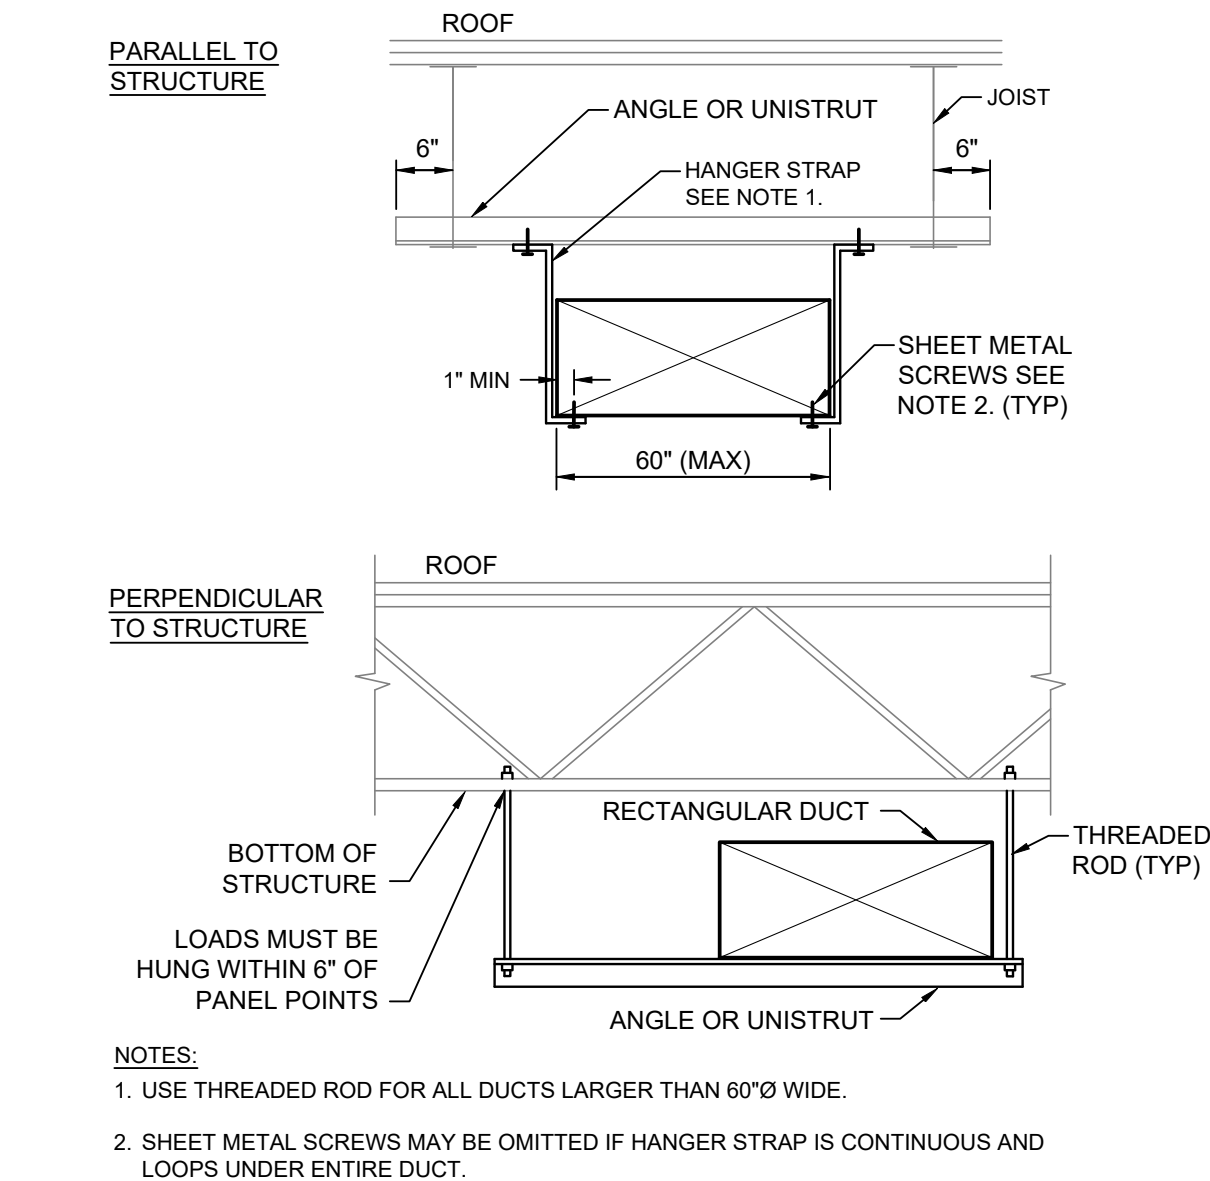 ROOF
PARALLEL TO
STRUCTURE
JOIST
ANGLE OR UNISTRUT
6"
6"
HANGER STRAP
SEE NOTE 1.
SHEET METAL
SCREWS SEE
NOTE 2. (TYP)
1" MIN
60" (MAX)
ROOF
PERPENDICULAR
TO STRUCTURE
RECTANGULAR DUCT
THREADED
ROD (TYP)
BOTTOM OF
STRUCTURE
LOADS MUST BE
HUNG WITHIN 6" OF
PANEL POINTS
ANGLE OR UNISTRUT
NOTES:
1. USE THREADED ROD FOR ALL DUCTS LARGER THAN 60"Ø WIDE.
2. SHEET METAL SCREWS MAY BE OMITTED IF HANGER STRAP IS CONTINUOUS AND
LOOPS UNDER ENTIRE DUCT.